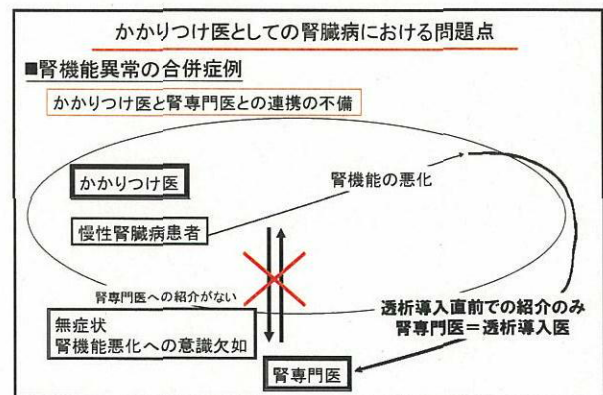 かかりつけ医としての腎臓病における問題点
■腎機能異常の合併症例
かかりつけ医と腎専門医との連携の不備
かかりつけ医
腎機能の悪化
慢性腎臓病患者
腎専門医への紹介がない
無症状
腎機能悪化への意識欠如
透析導入直前での紹介のみ
腎専門医＝透析導入医
腎専門医